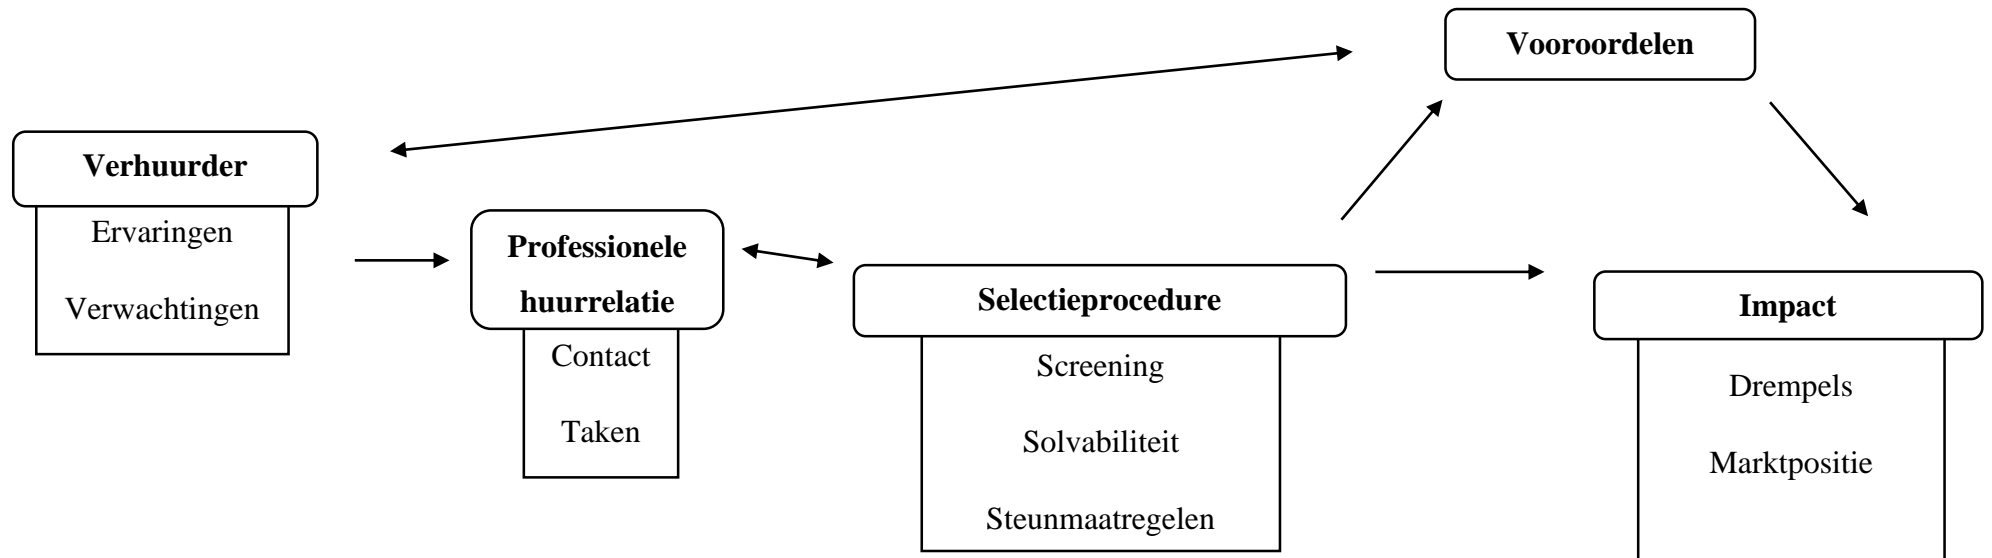 Vooroordelen
Verhuurder
Ervaringen
Verwachtingen
Professionele
huurrelatie
Contact
Taken
Selectieprocedure
Screening
Solvabiliteit
Steunmaatregelen
Impact
Drempels
Marktpositie